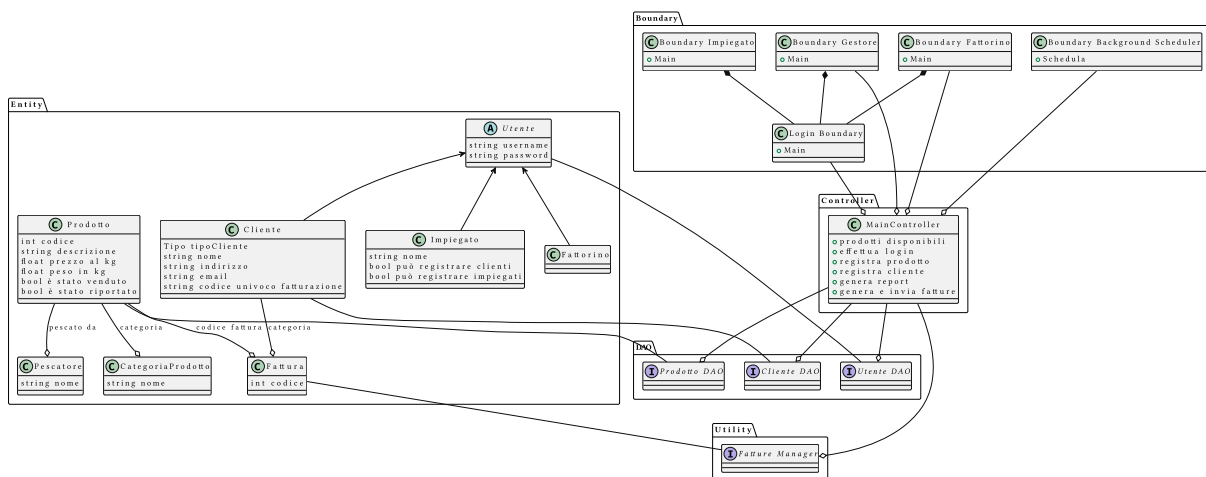 Boundary
C Boundary Impiegato
Main
C Boundary Gestore
Main
C Boundary Fattorino
Main
C Boundary Background Scheduler
Schedula
C Login Boundary
Main
Entity
A Utente
string username
string password
C Prodotto
int codice
string descrizione
float prezzo al kg
float peso in kg
bool è stato venduto
bool è stato riportato
C Cliente
Tipo tipoCliente
string nome
string indirizzo
string email
string codice univoco fatturazione
C Impiegato
string nome
bool può registrare clienti
bool può registrare impiegati
C Fattorino
Controller
C MainController
prodotti disponibili
effettua login
registra prodotto
registra cliente
genera report
genera e invia fatture
pescato da
categoria
codice fattura
categoria
C Pescatore
string nome
C CategoriaProdotto
string nome
C Fattura
int codice
DAO
I Prodotto DAO
I Cliente DAO
I Utente DAO
Utility
I Fatture Manager